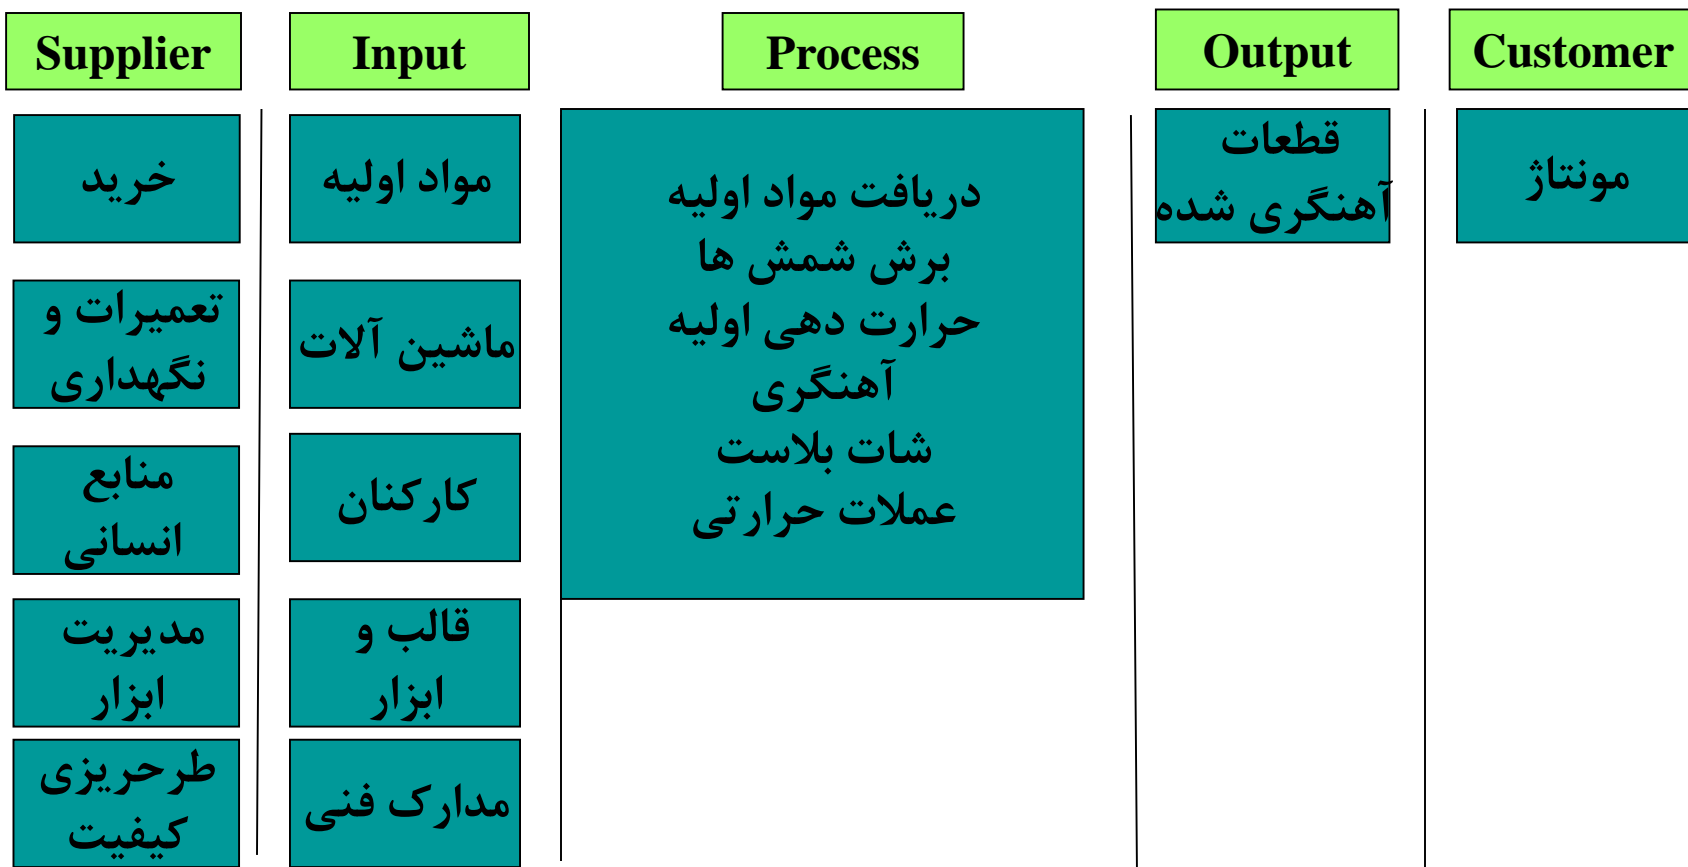 Supplier
Input
Process
Output
Customer
خرید
تعمیرات و
نگهداری
منابع
انسانی
مدیریت
ابزار
طرحریزی
کیفیت
مواد اولیه
ماشین آلات
کارکنان
قالب و
ابزار
مدارک فنی
دریافت مواد اولیه
برش شمش ها
حرارت دهی اولیه
آهنگری
شات بلاست
عملات حرارتی
قطعات
آهنگری شده
مونتاژ